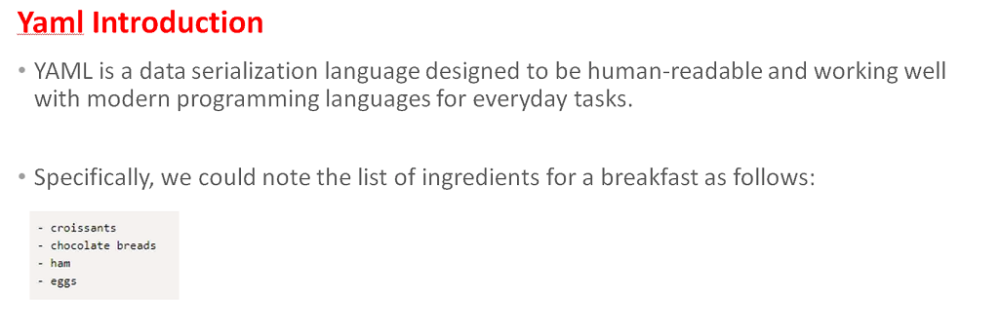 Yaml Introduction
• YAML is a data serialization language designed to be human-readable and working well
with modern programming languages for everyday tasks.
• Specifically, we could note the list of ingredients for a breakfast as follows:
- croissants
- chocolate breads
- ham
- eggs